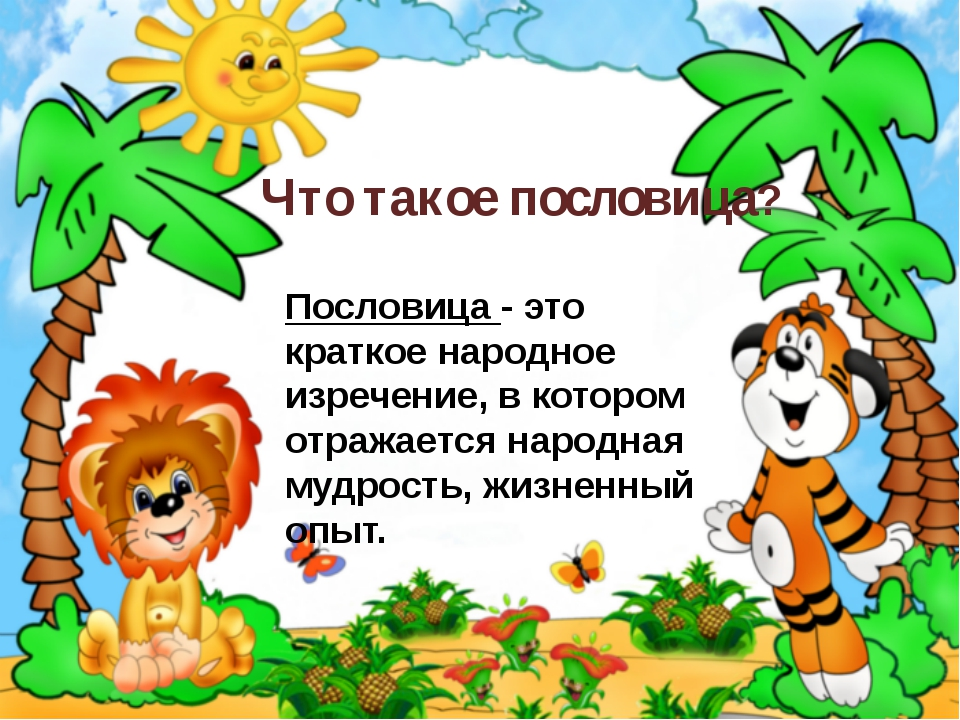 Что такое пословица?
Пословица - это
краткое народное
изречение, в котором
отражается народная
мудрость, жизненный
опыт.